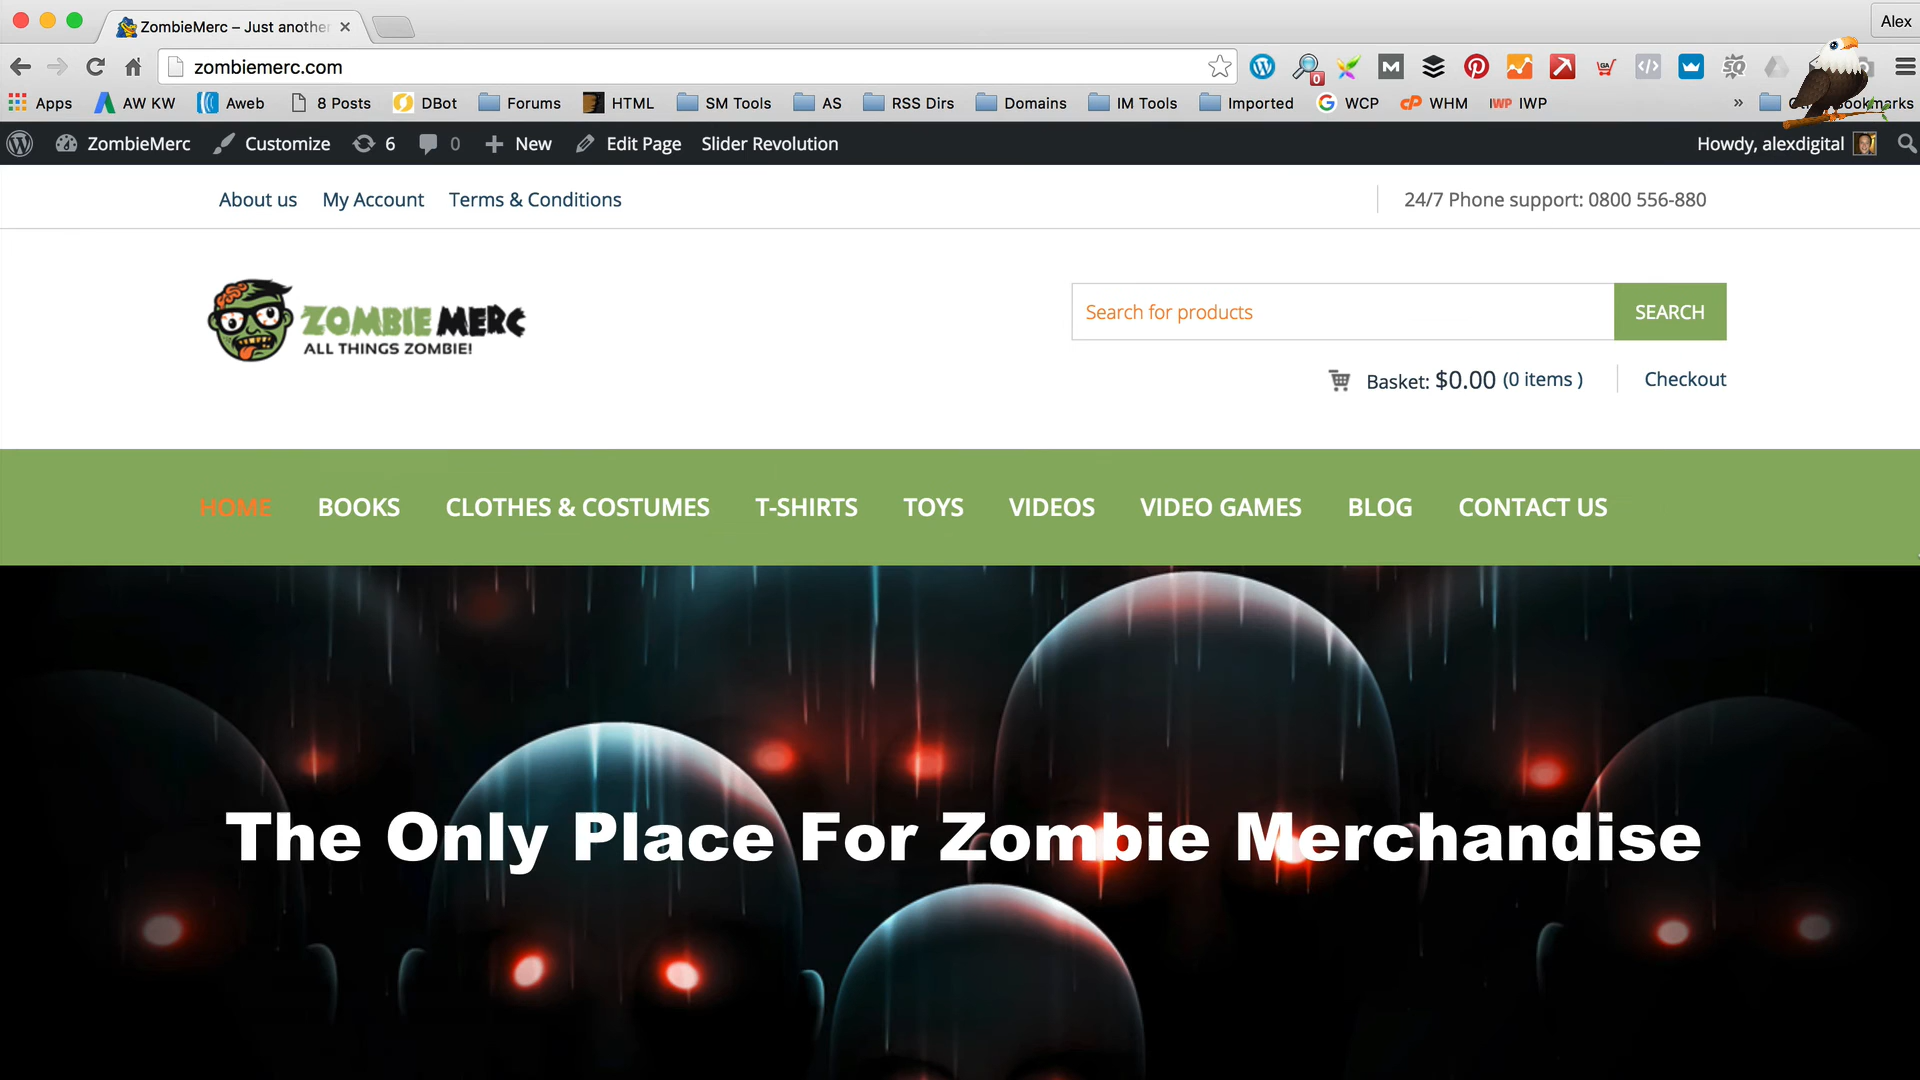 ZombieMerc – Just another
Alex
zombiemerc.com
0
Apps AW KW Aweb 8 Posts DBot Forums HTML SM Tools AS RSS Dirs Domains IM Tools Imported WCP WHM IWP IWP » Bookmarks
ZombieMerc Customize 6 0 New Edit Page Slider Revolution Howdy, alexdigital
About us My Account Terms & Conditions 24/7 Phone support: 0800 556-880
ZOMBIE MERC
ALL THINGS ZOMBIE!
Search for products SEARCH
Basket: $0.00 (0 items ) Checkout
HOME BOOKS CLOTHES & COSTUMES T-SHIRTS TOYS VIDEOS VIDEO GAMES BLOG CONTACT US
The Only Place For Zombie Merchandise